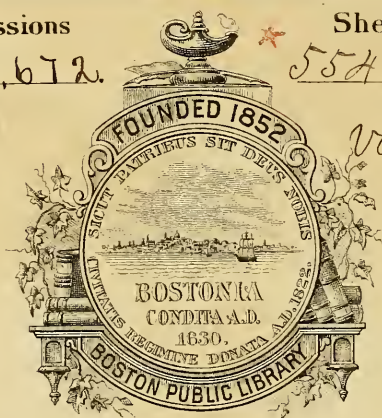 ssions
She
,672.
554
FOUNDED 1852
SICUT PATRIBUS SIT DEUS NOBIS
BOSTONIA
CONDITA A.D.
1630.
CIVITATIS REGIMINE DONATA A.D. 1822.
BOSTON PUBLIC LIBRARY